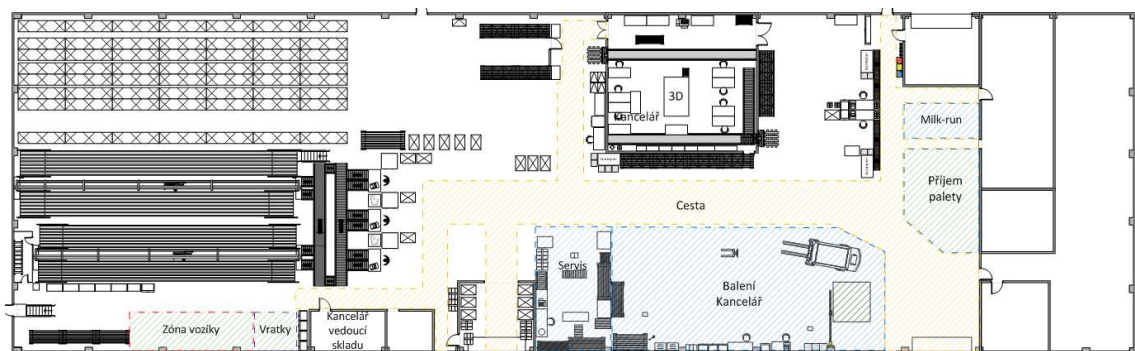 Milk-run
3D
Kancelář
Příjem
palety
Cesta
Servis
Balení
Kancelář
Zóna vozíky
Vratky
Kancelář
vedoucí
skladu